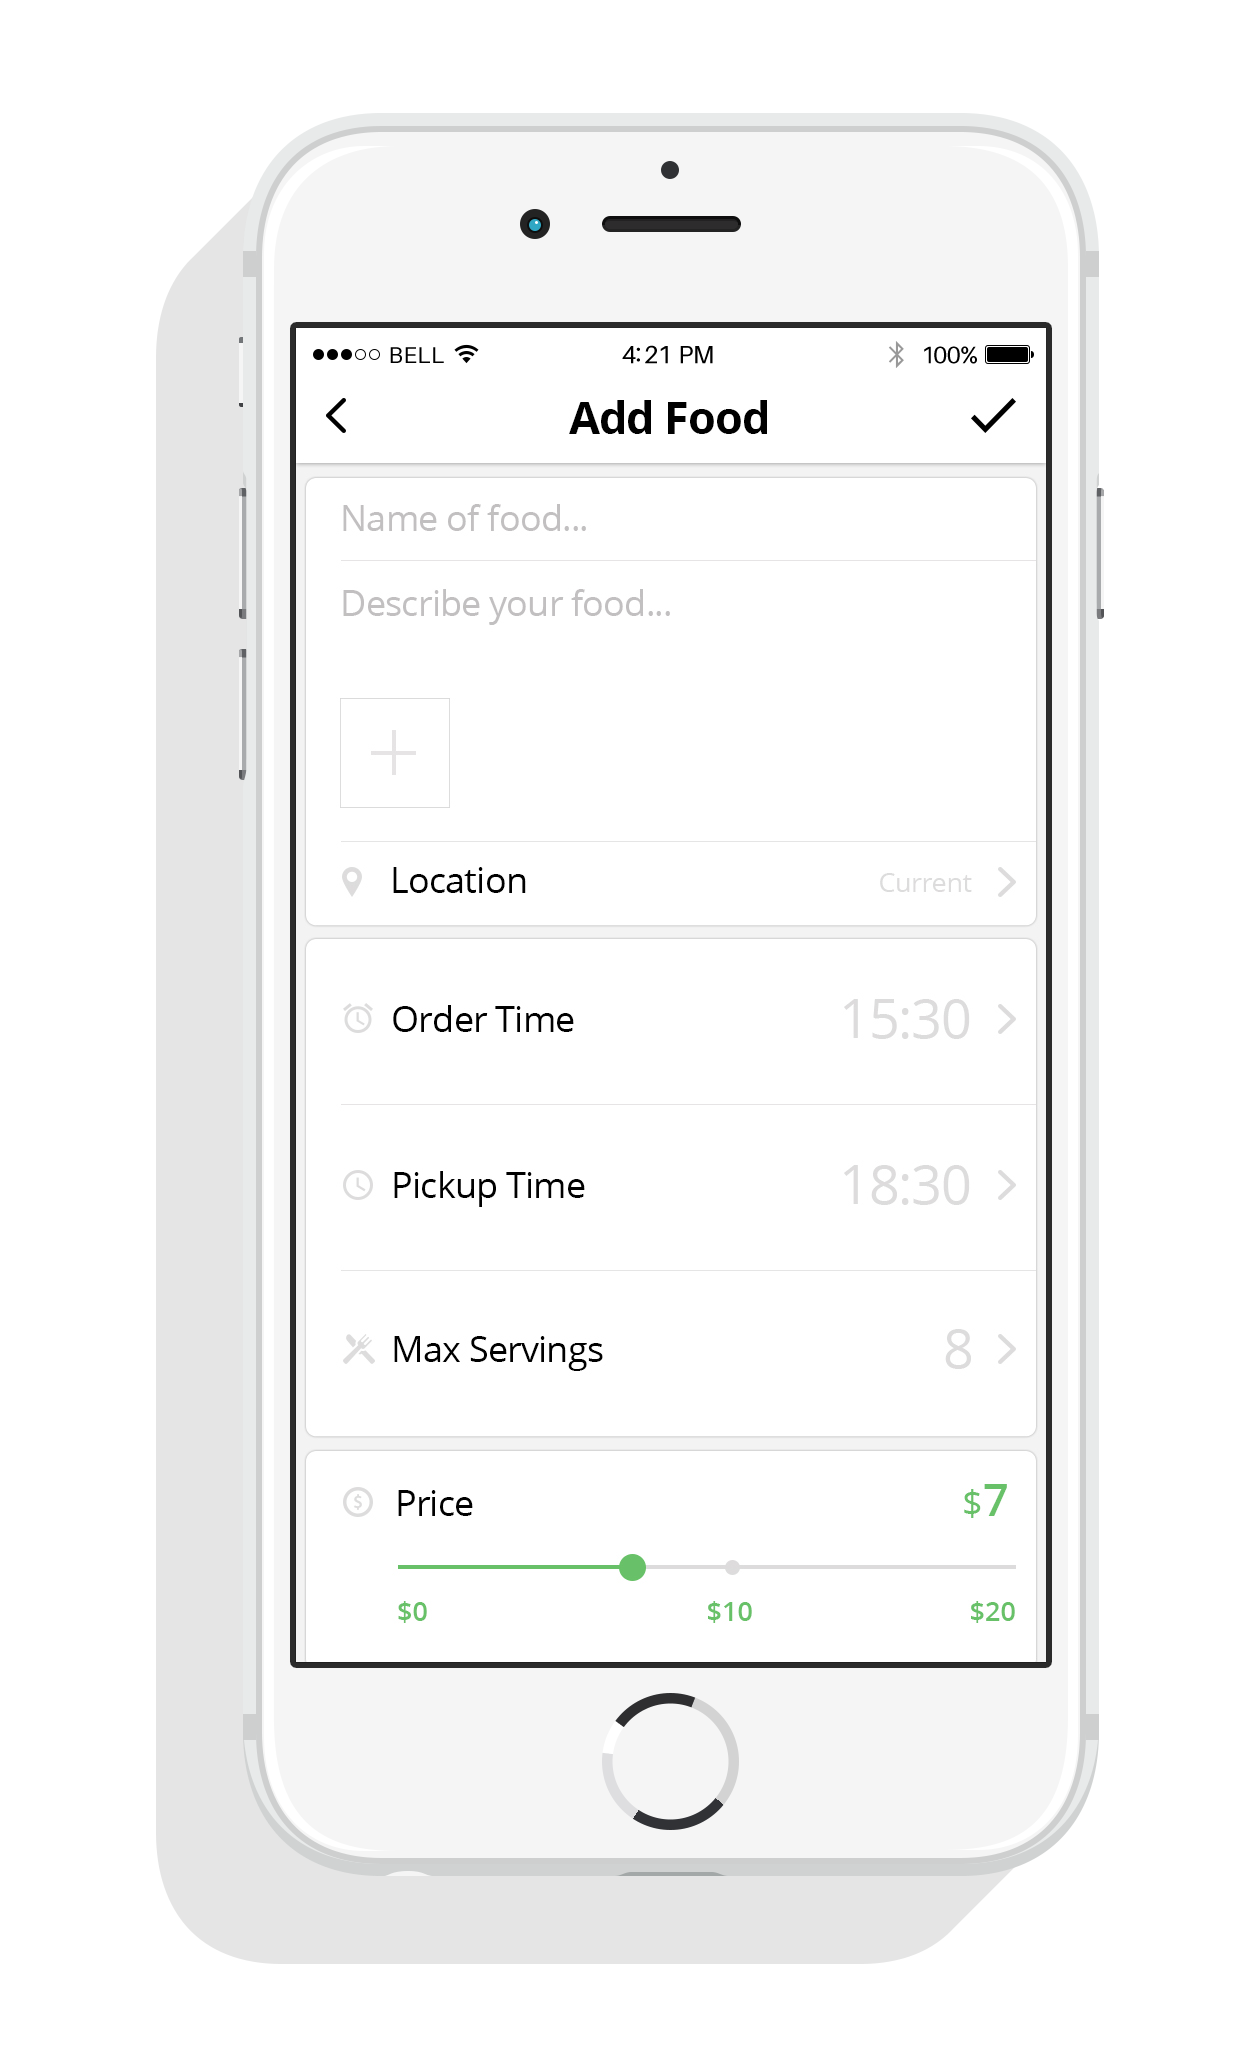 BELL 4:21 PM 100%
Add Food
Name of food...
Describe your food...
Location Current
Order Time 15:30
Pickup Time 18:30
Max Servings 8
$ Price $7
$0 $10 $20